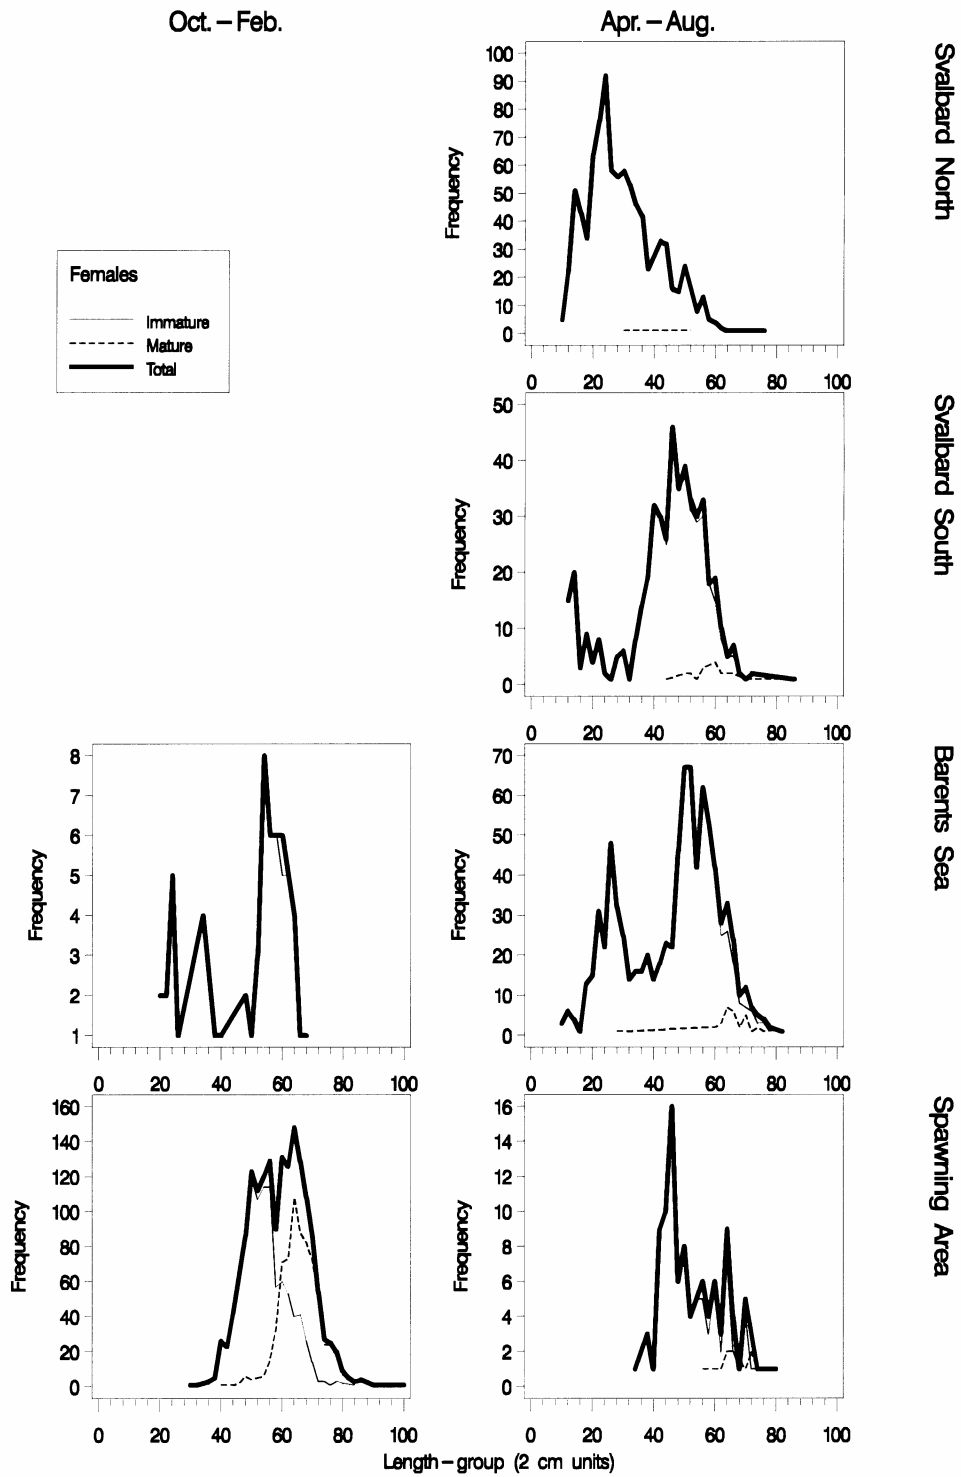 Oct. – Feb.
Apr. – Aug.
Svalbard North
Frequency
100
90
80
70
60
50
40
30
20
10
0
0 20 40 60 80 100
Females
Immature
Mature
Total
Svalbard South
Frequency
50
40
30
20
10
0
0 20 40 60 80 100
Frequency
8
7
6
5
4
3
2
1
0 20 40 60 80 100
Barents Sea
Frequency
70
60
50
40
30
20
10
0
0 20 40 60 80 100
Frequency
160
140
120
100
80
60
40
20
0
0 20 40 60 80 100
Spawning Area
Frequency
16
14
12
10
8
6
4
2
0
0 20 40 60 80 100
Length – group (2 cm units)